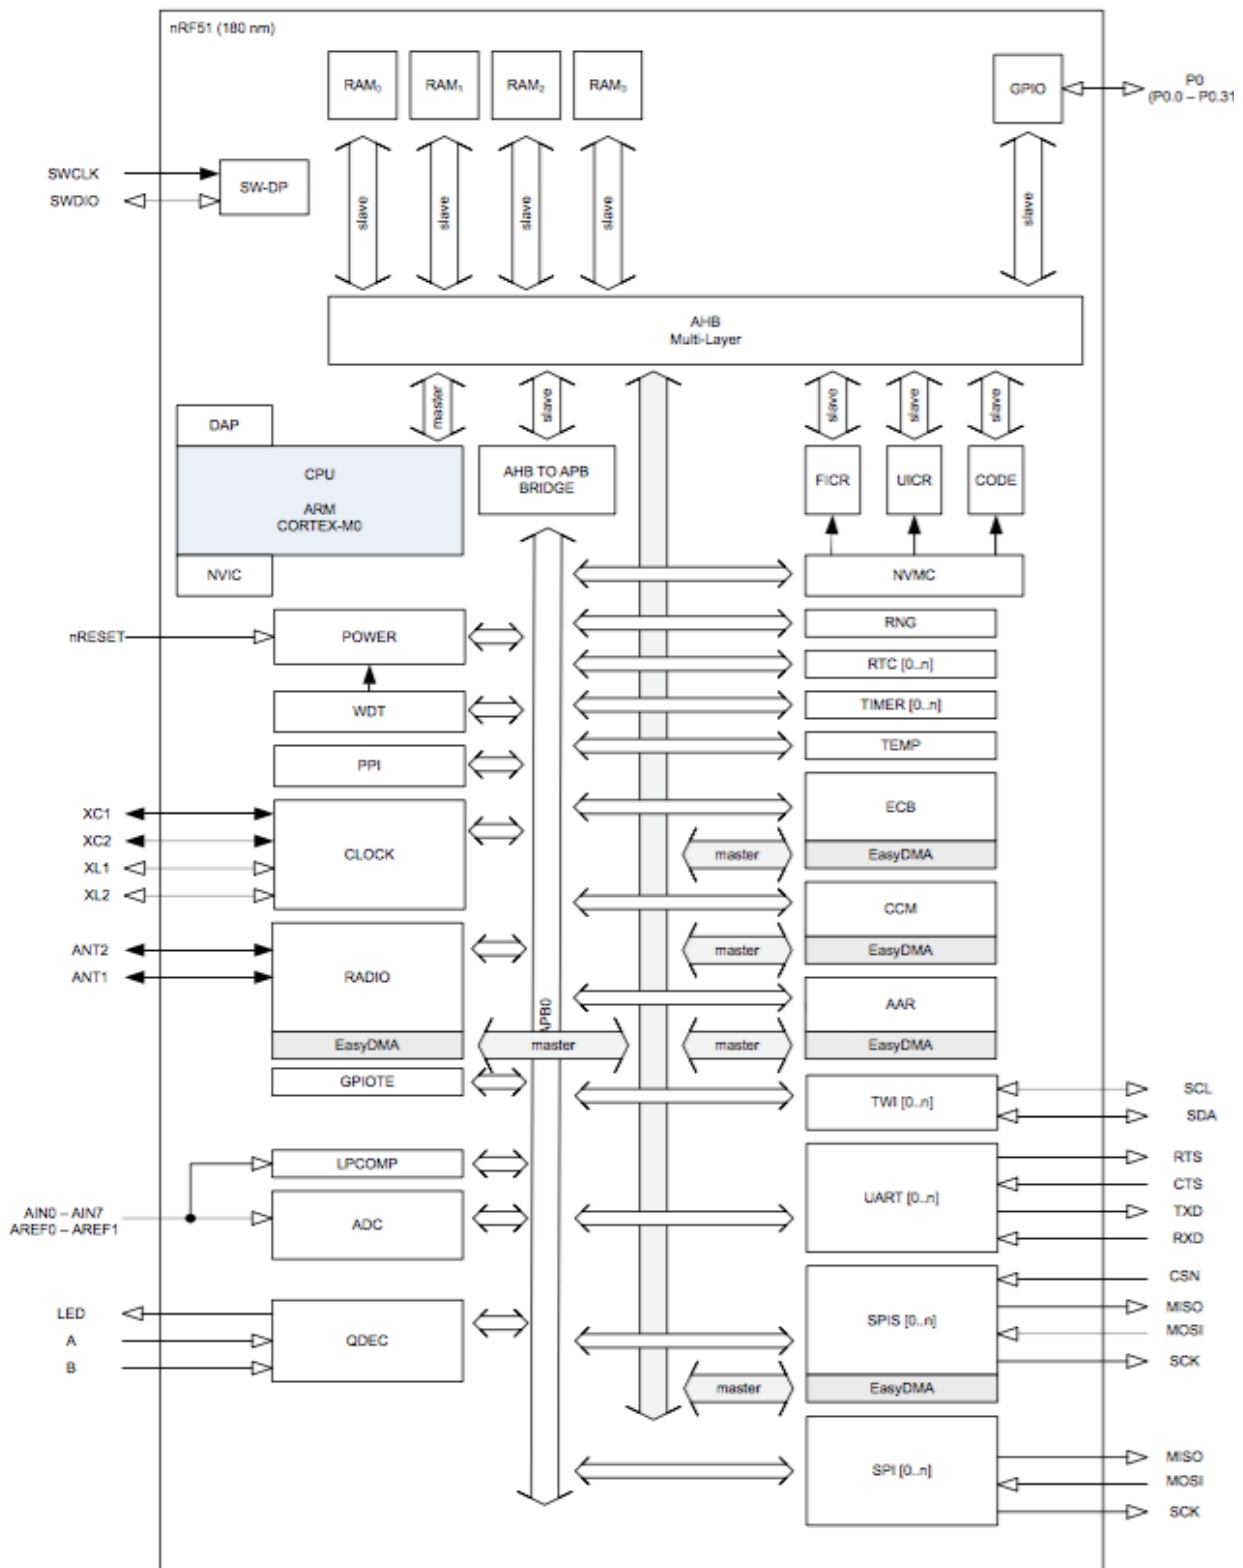 nRF51 (180 nm)
RAM0
RAM1
RAM2
RAM3
GPIO
P0
(P0.0 – P0.31
SWCLK
SWDIO
SW-DP
slave
slave
slave
slave
slave
AHB
Multi-Layer
master
slave
slave
slave
slave
DAP
CPU
ARM
CORTEX-M0
NVIC
AHB TO APB
BRIDGE
FICR
UICR
CODE
NVMC
nRESET
POWER
RNG
RTC [0..n]
WDT
TIMER [0..n]
PPI
TEMP
XC1
XC2
XL1
XL2
CLOCK
ECB
master
EasyDMA
CCM
master
EasyDMA
ANT2
ANT1
RADIO
EasyDMA
APB0
master
AAR
master
EasyDMA
GPIOTE
TWI [0..n]
SCL
SDA
LPCOMP
AIN0 – AIN7
AREF0 – AREF1
ADC
UART [0..n]
RTS
CTS
TXD
RXD
LED
A
B
QDEC
SPIS [0..n]
CSN
MISO
MOSI
SCK
master
EasyDMA
SPI [0..n]
MISO
MOSI
SCK